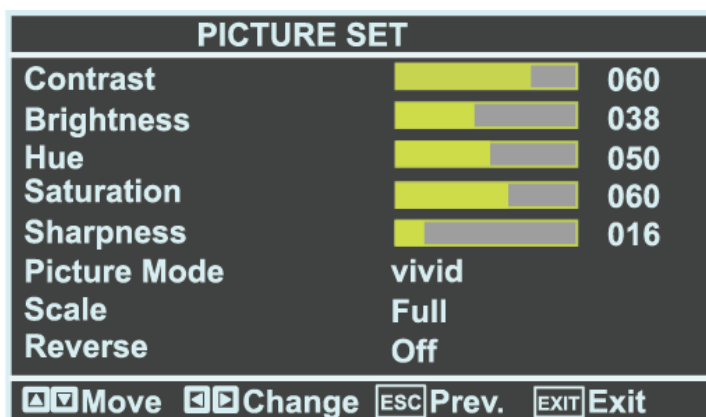 PICTURE SET
Contrast 060
Brightness 038
Hue 050
Saturation 060
Sharpness 016
Picture Mode vivid
Scale Full
Reverse Off
Move Change ESC Prev. EXIT Exit